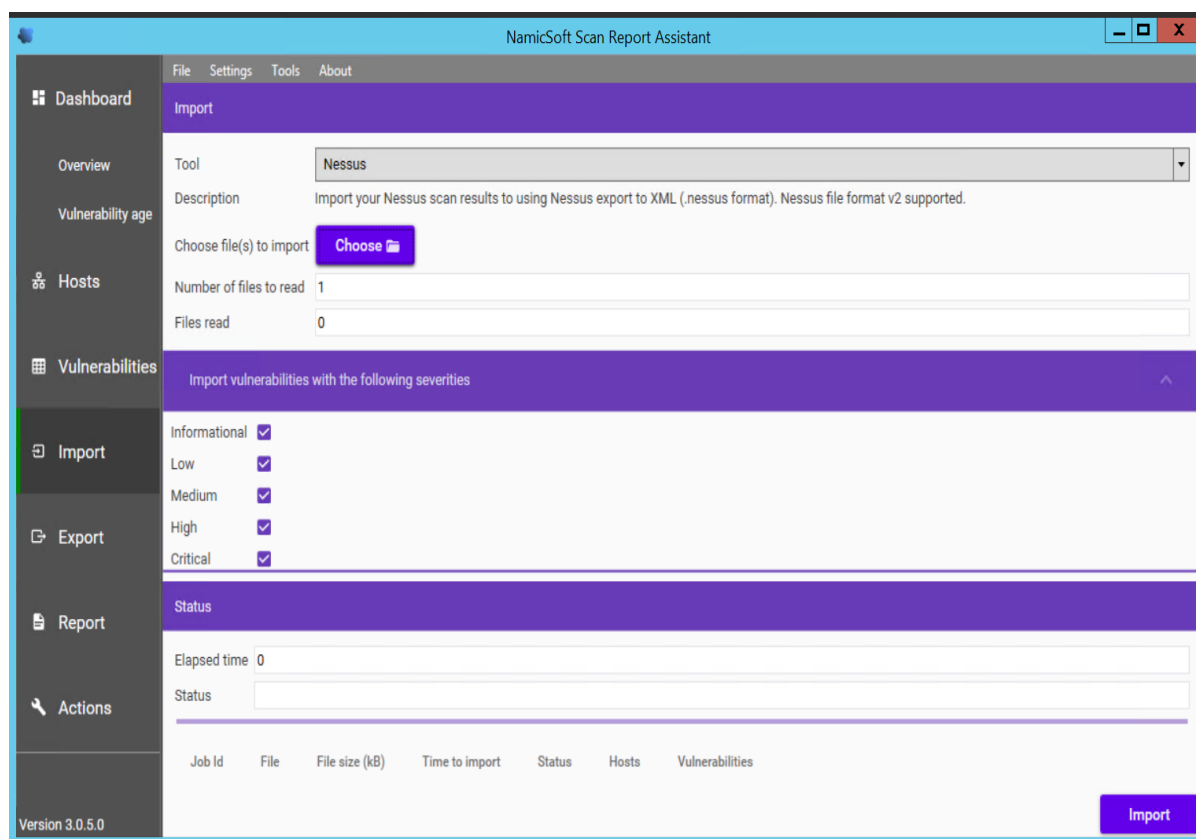 NamicSoft Scan Report Assistant
File Settings Tools About
Dashboard
Overview
Vulnerability age
Hosts
Vulnerabilities
Import
Export
Report
Actions
Version 3.0.5.0
Import
Tool Nessus
Description Import your Nessus scan results to using Nessus export to XML (.nessus format). Nessus file format v2 supported.
Choose file(s) to import Choose
Number of files to read 1
Files read 0
Import vulnerabilities with the following severities
Informational
Low
Medium
High
Critical
Status
Elapsed time 0
Status
Job Id File File size (kB) Time to import Status Hosts Vulnerabilities
Import